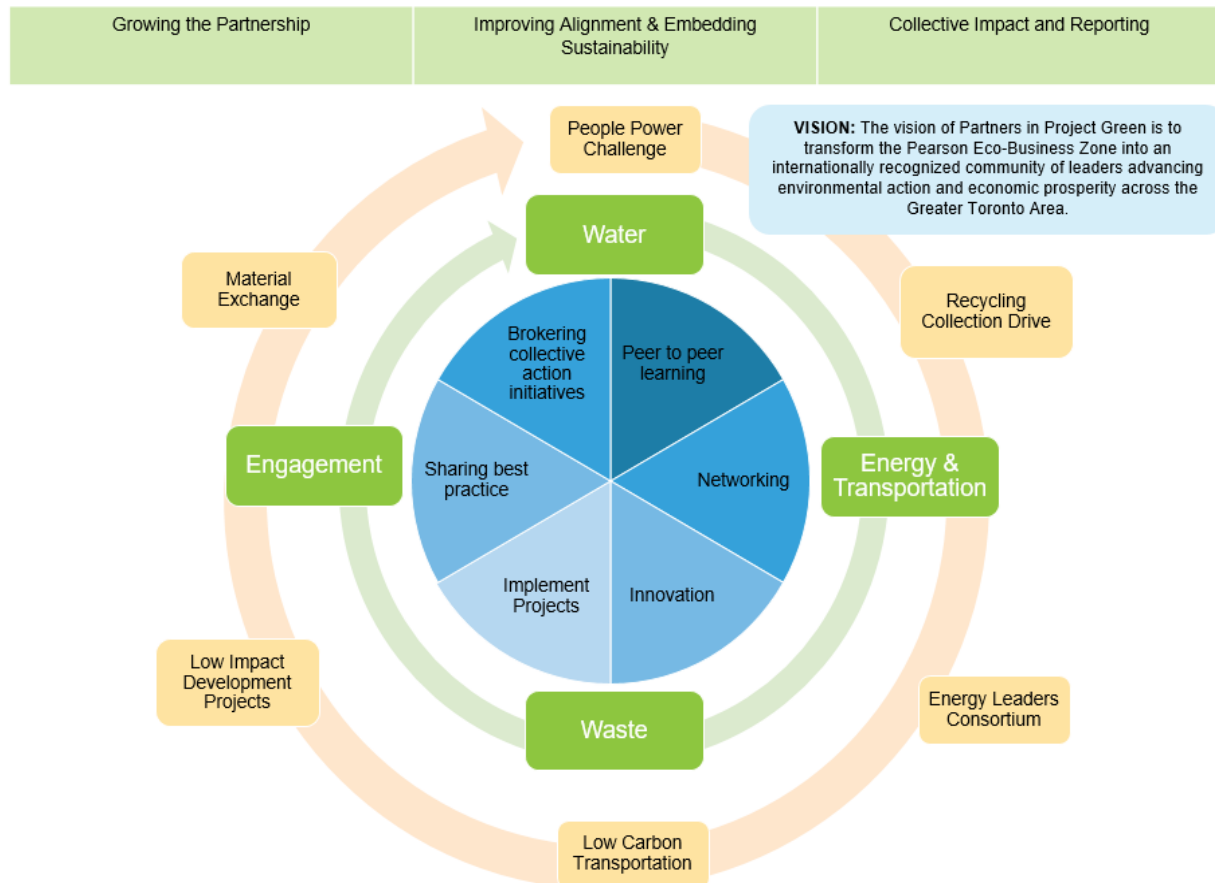 Growing the Partnership
Improving Alignment & Embedding
Sustainability
Collective Impact and Reporting
VISION: The vision of Partners in Project Green is to
transform the Pearson Eco-Business Zone into an
internationally recognized community of leaders advancing
environmental action and economic prosperity across the
Greater Toronto Area.
People Power
Challenge
Recycling
Collection Drive
Energy Leaders
Consortium
Low Carbon
Transportation
Low Impact
Development
Projects
Material
Exchange
Water
Energy &
Transportation
Waste
Engagement
Peer to peer
learning
Networking
Innovation
Implement
Projects
Sharing best
practice
Brokering
collective
action
initiatives